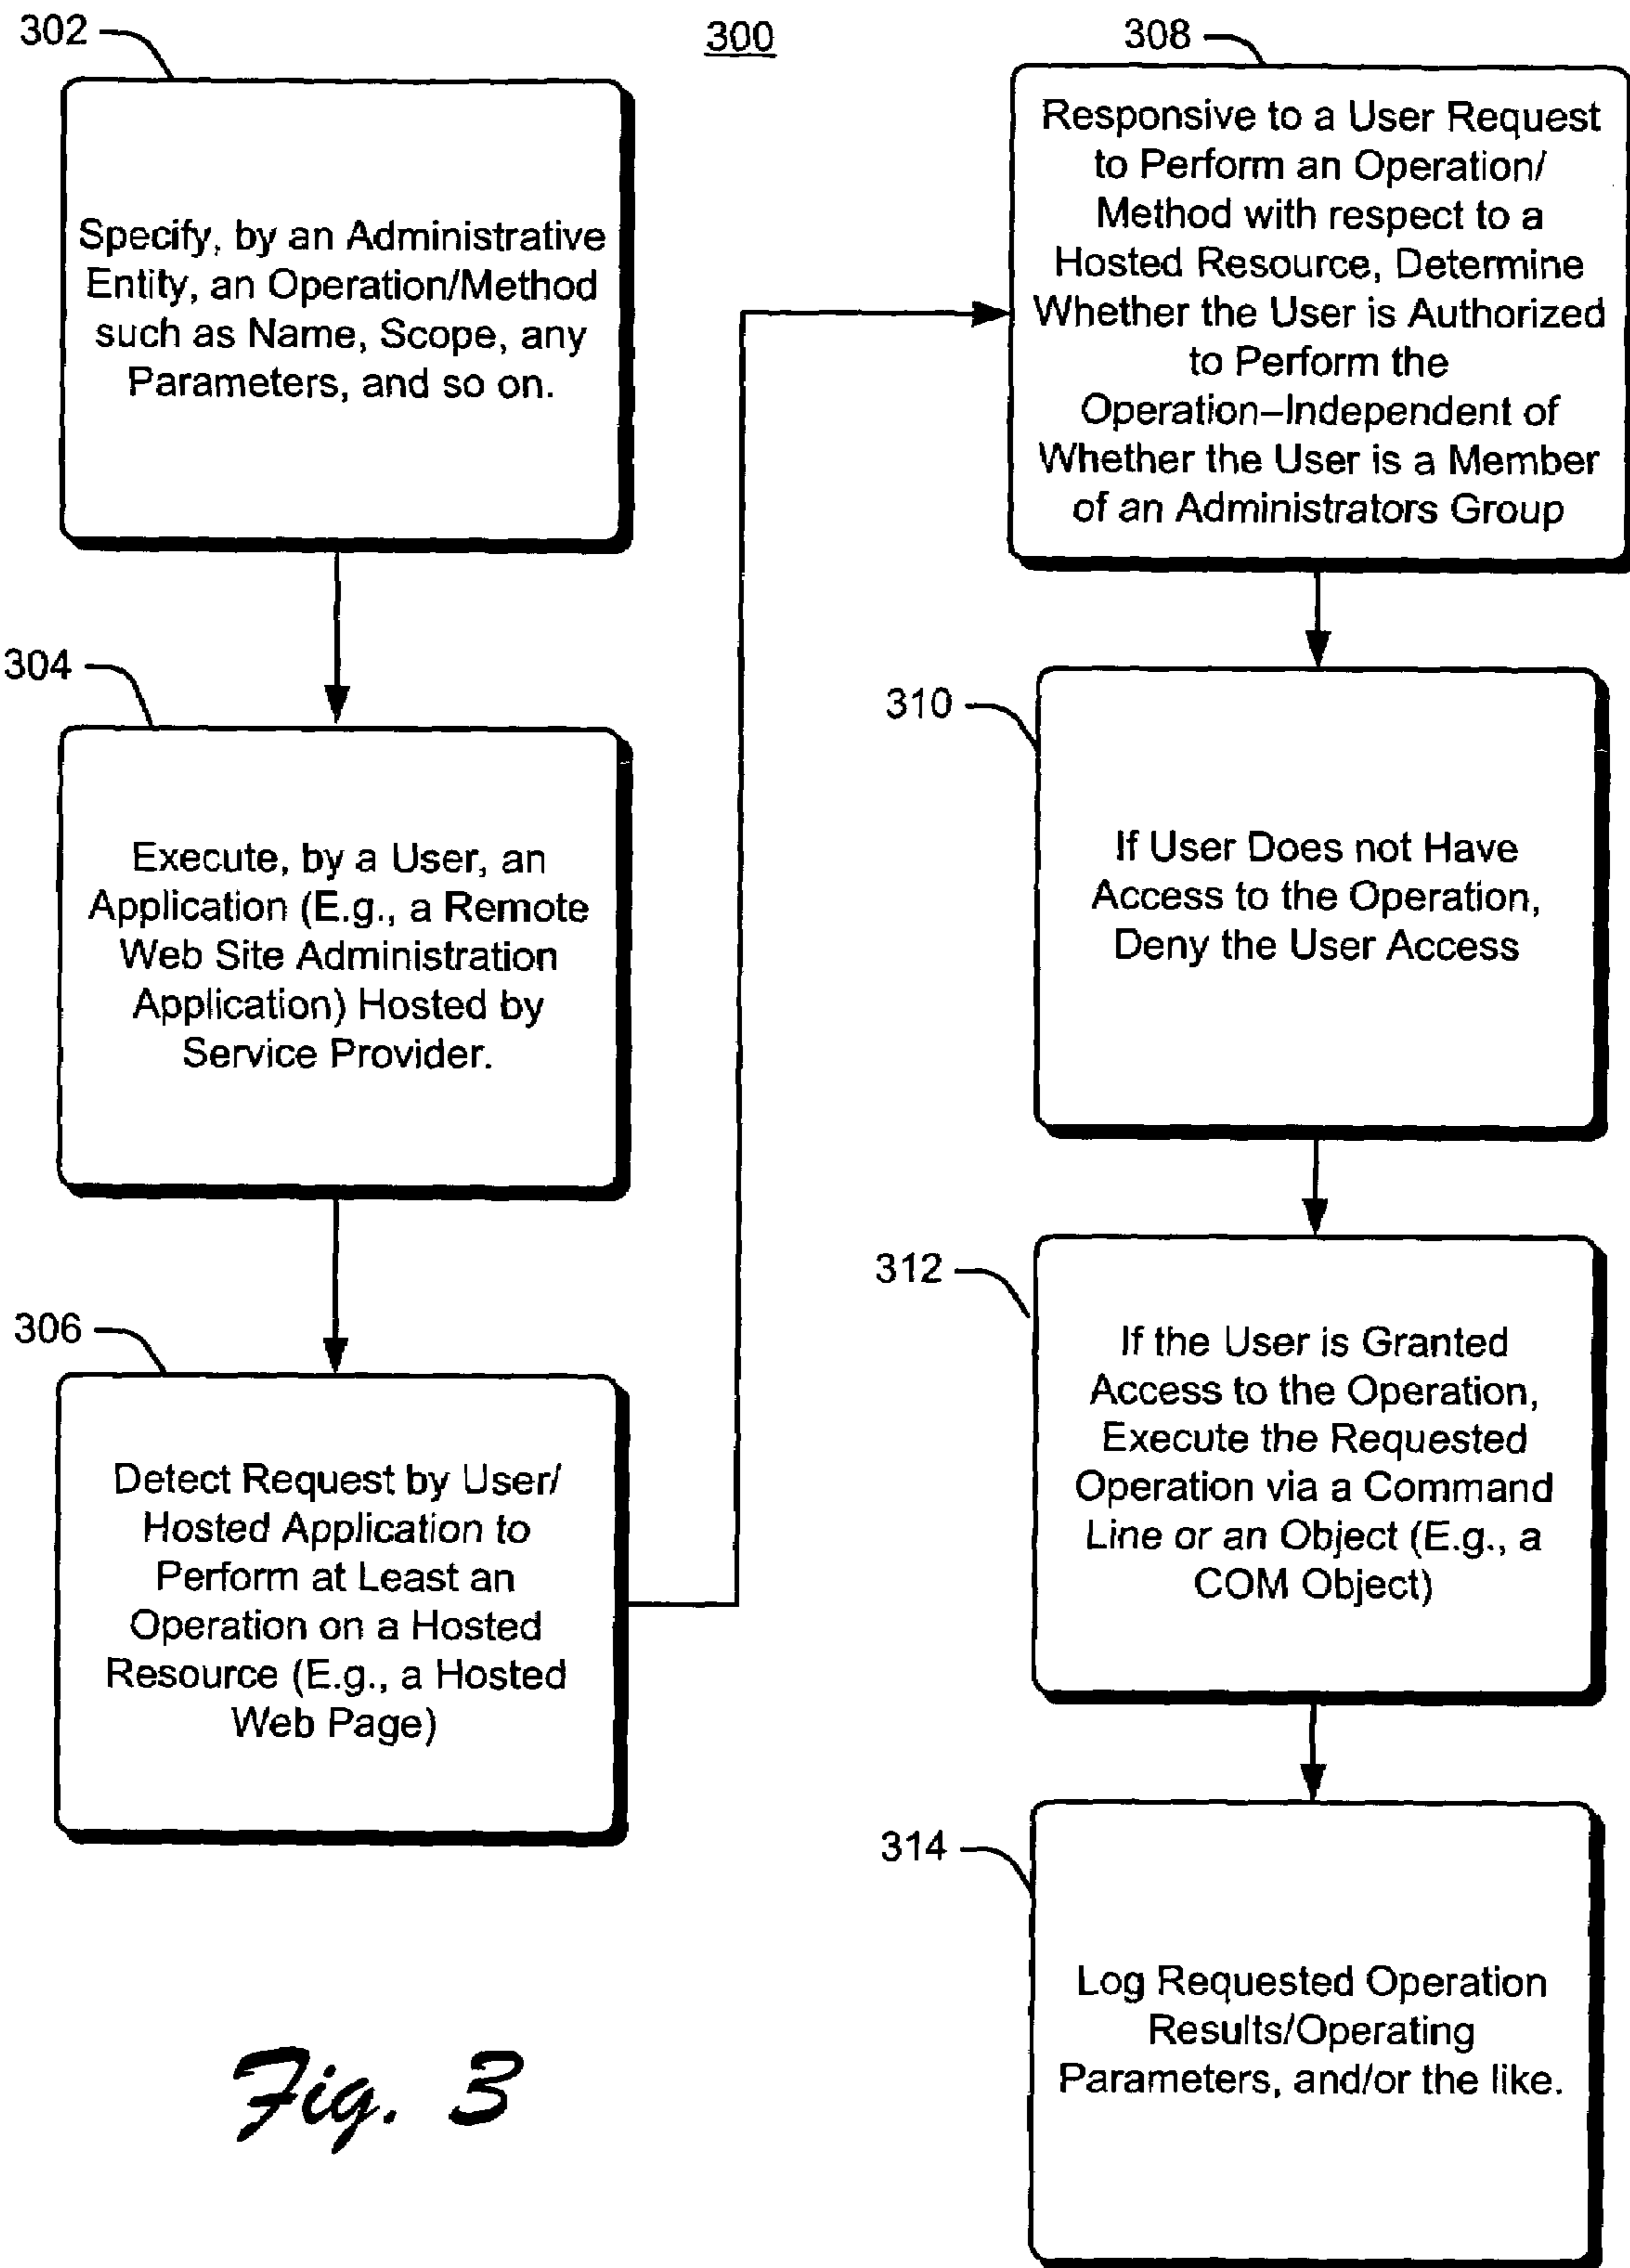 300
302
Specify, by an Administrative
Entity, an Operation/Method
such as Name, Scope, any
Parameters, and so on.
304
Execute, by a User, an
Application (E.g., a Remote
Web Site Administration
Application) Hosted by
Service Provider.
306
Detect Request by User/
Hosted Application to
Perform at Least an
Operation on a Hosted
Resource (E.g., a Hosted
Web Page)
308
Responsive to a User Request
to Perform an Operation/
Method with respect to a
Hosted Resource, Determine
Whether the User is Authorized
to Perform the
Operation–Independent of
Whether the User is a Member
of an Administrators Group
310
If User Does not Have
Access to the Operation,
Deny the User Access
312
If the User is Granted
Access to the Operation,
Execute the Requested
Operation via a Command
Line or an Object (E.g., a
COM Object)
314
Log Requested Operation
Results/Operating
Parameters, and/or the like.
Fig. 3